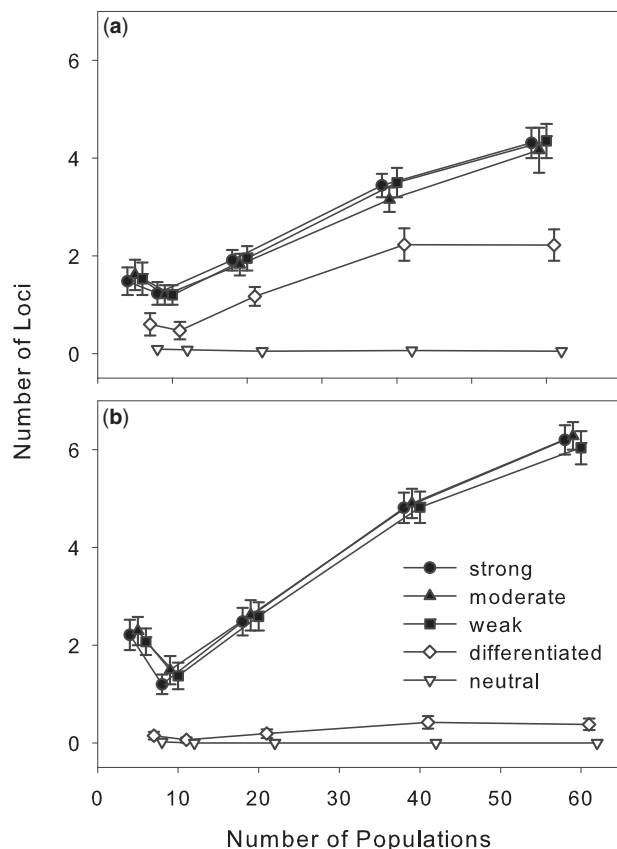 (a)
6
4
2
0
Number of Loci
(b)
6
4
2
0
strong
moderate
weak
differentiated
neutral
0 10 20 30 40 50 60
Number of Populations